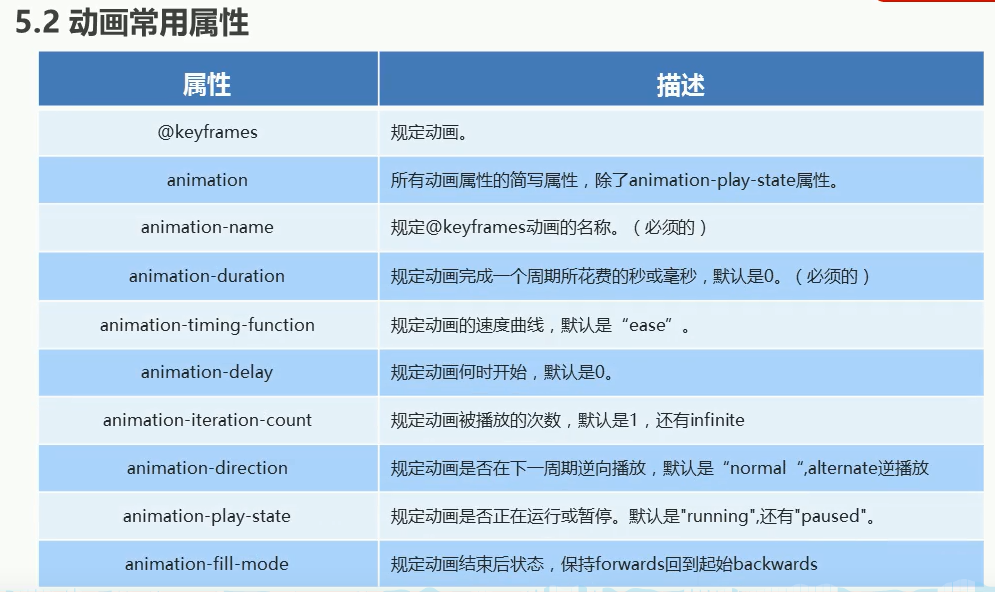 5.2 动画常用属性
属性 描述
@keyframes 规定动画。
animation 所有动画属性的简写属性，除了animation-play-state属性。
animation-name 规定@keyframes动画的名称。（必须的）
animation-duration 规定动画完成一个周期所花费的秒或毫秒，默认是0。（必须的）
animation-timing-function 规定动画的速度曲线，默认是“ease”。
animation-delay 规定动画何时开始，默认是0。
animation-iteration-count 规定动画被播放的次数，默认是1，还有infinite
animation-direction 规定动画是否在下一周期逆向播放，默认是“normal “,alternate逆播放
animation-play-state 规定动画是否正在运行或暂停。默认是"running",还有"paused"。
animation-fill-mode 规定动画结束后状态，保持forwards回到起始backwards